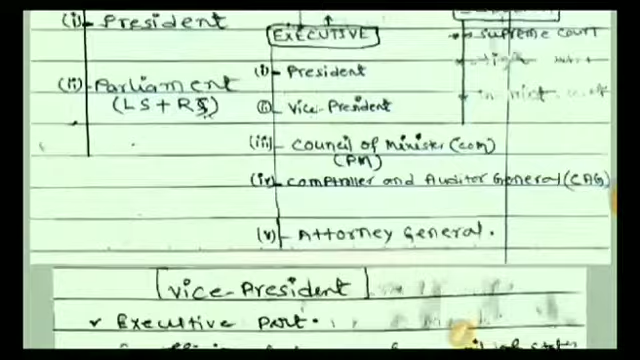 (i) President
(ii) Parliament
(LS + RS)
EXECUTIVE
(i) President
(ii) Vice-President
(iii) Council of Minister (COM)
(PM)
(iv) Comptroller and Auditor General (CAG)
(v) Attorney General.
→ Supreme Court
Vice-President
✓ Executive Part.